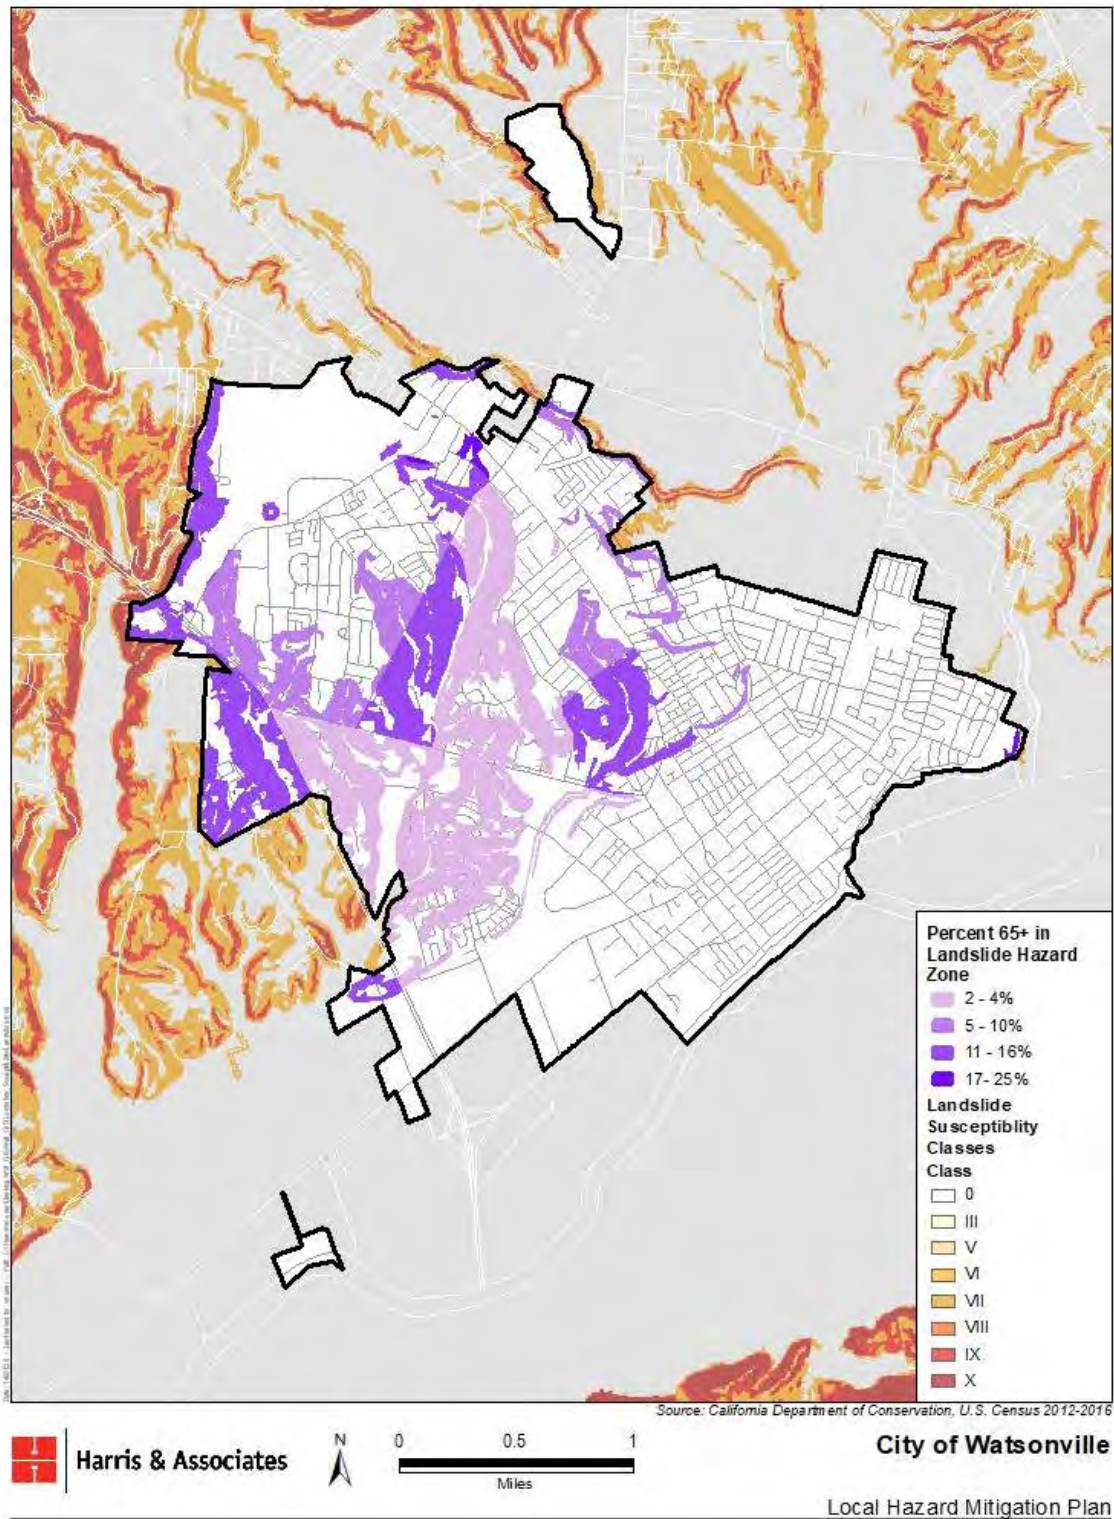 Percent 65+ in
Landslide Hazard
Zone
2 - 4%
5 - 10%
11 - 16%
17- 25%
Landslide
Susceptiblity
Classes
Class
0
III
V
VI
VII
VIII
IX
X
Source: California Department of Conservation, U.S. Census 2012-2016
Harris & Associates
N
0 0.5 1
Miles
City of Watsonville
Local Hazard Mitigation Plan